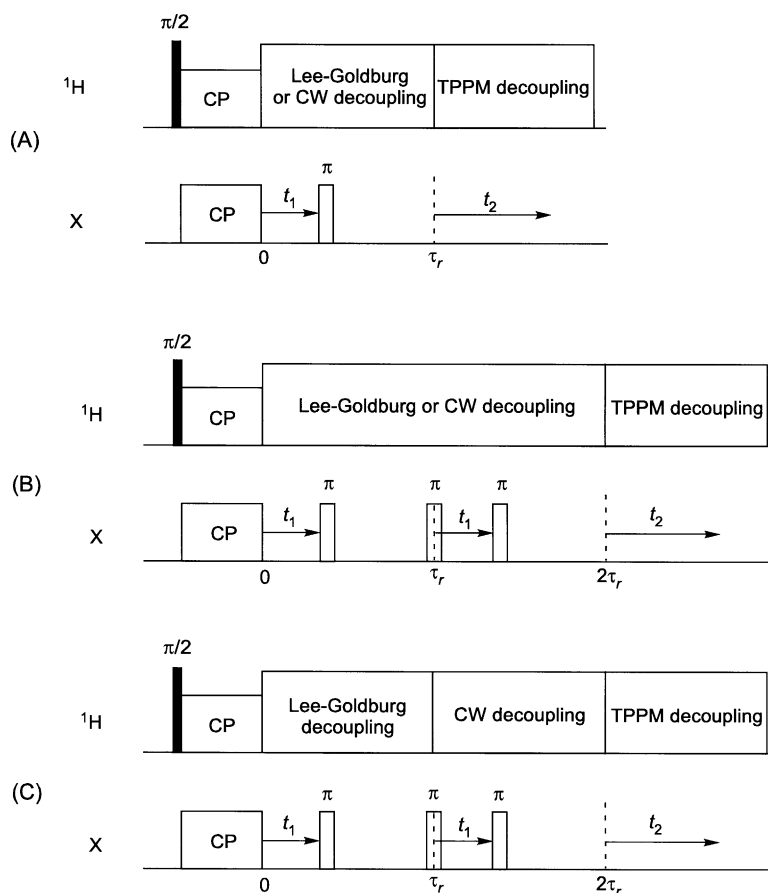 π/2
¹H
CP
Lee-Goldburg
or CW decoupling
TPPM decoupling
(A)
π
X
CP
t₁
t₂
0
τᵣ
π/2
¹H
CP
Lee-Goldburg or CW decoupling
TPPM decoupling
(B)
π
π
π
X
CP
t₁
t₁
t₂
0
τᵣ
2τᵣ
π/2
¹H
CP
Lee-Goldburg
decoupling
CW decoupling
TPPM decoupling
(C)
π
π
π
X
CP
t₁
t₁
t₂
0
τᵣ
2τᵣ